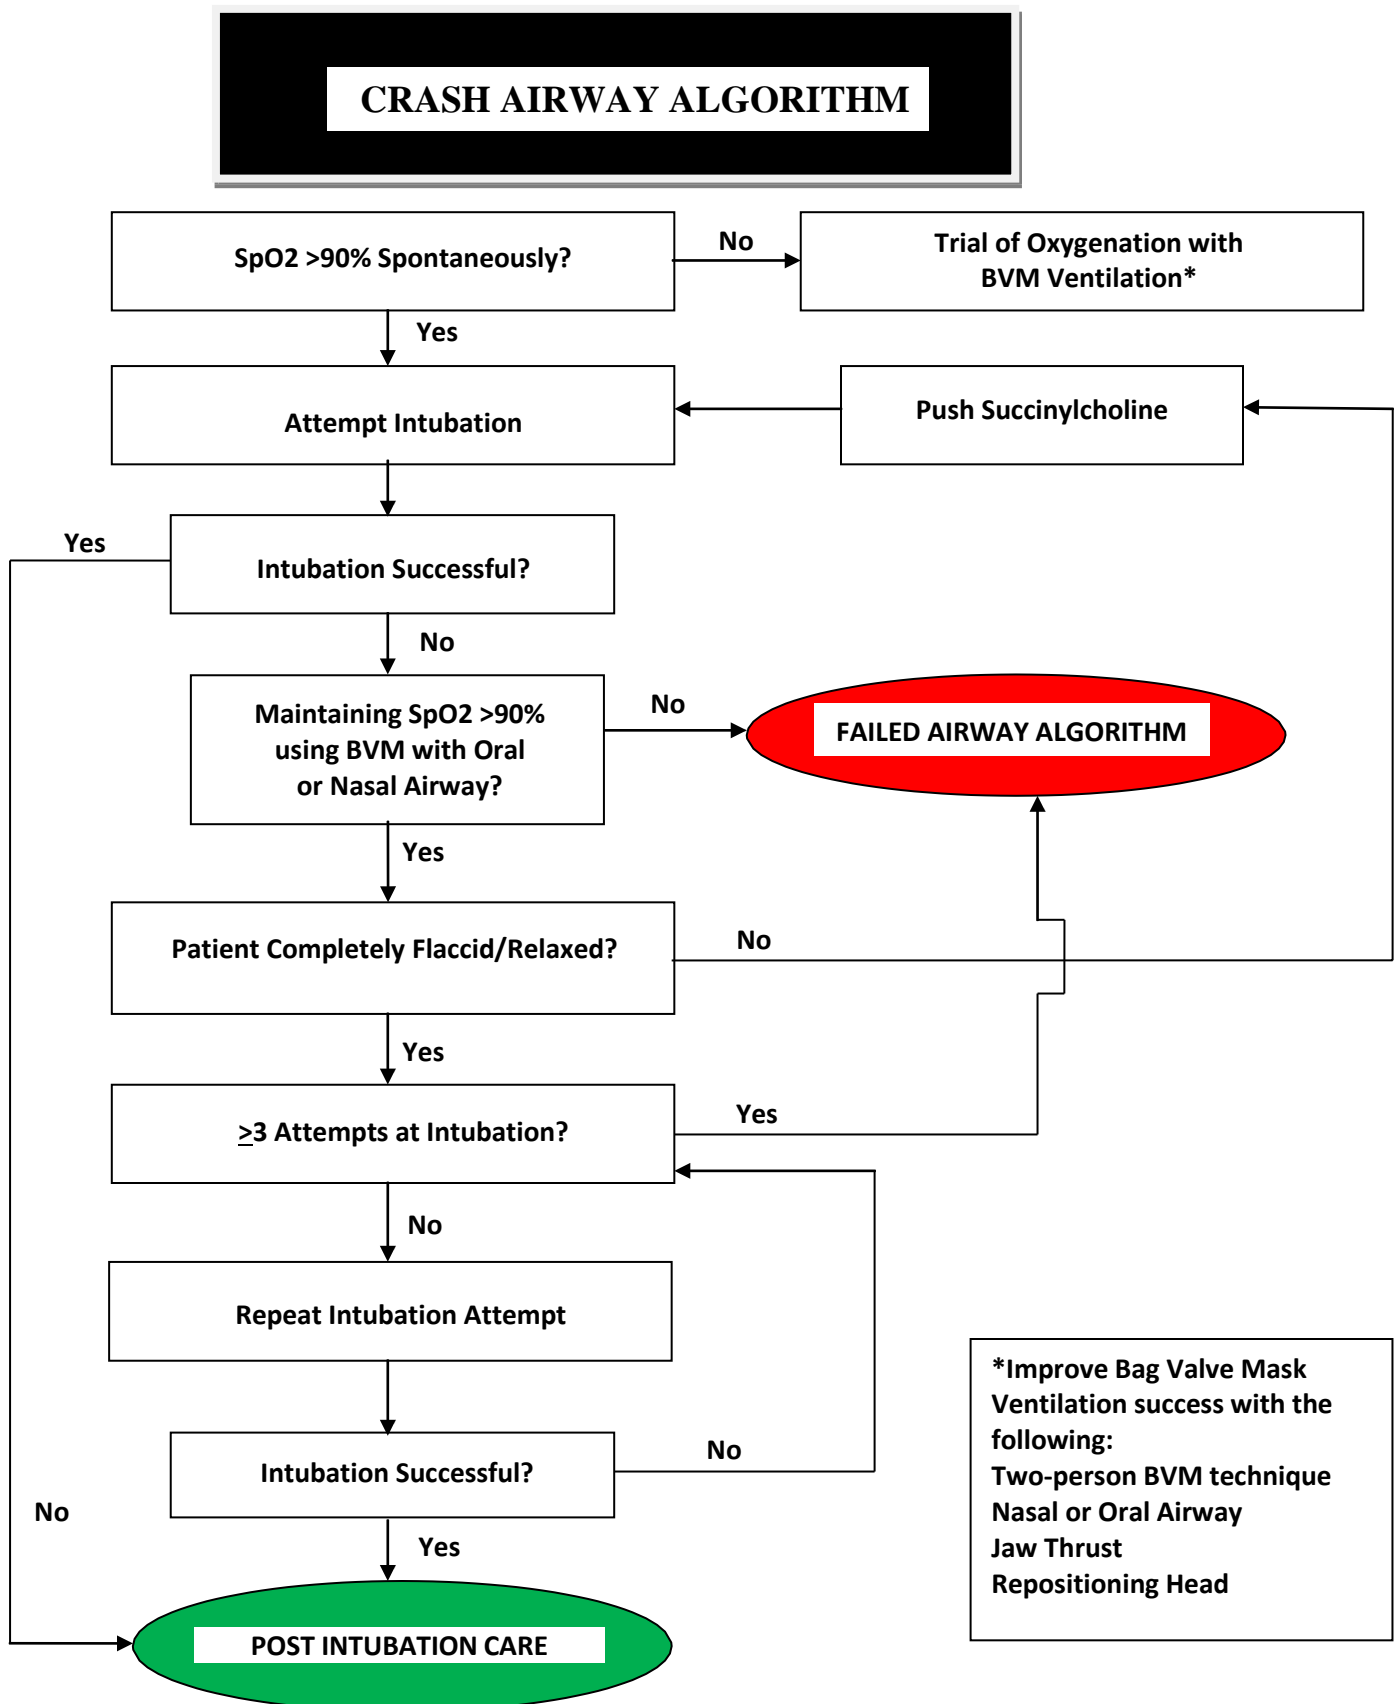 CRASH AIRWAY ALGORITHM
SpO2 >90% Spontaneously?
No
Trial of Oxygenation with
BVM Ventilation*
Yes
Attempt Intubation
Push Succinylcholine
Yes
Intubation Successful?
No
Maintaining SpO2 >90%
using BVM with Oral
or Nasal Airway?
No
FAILED AIRWAY ALGORITHM
Yes
Patient Completely Flaccid/Relaxed?
No
Yes
≥3 Attempts at Intubation?
Yes
No
Repeat Intubation Attempt
Intubation Successful?
No
No
Yes
POST INTUBATION CARE
*Improve Bag Valve Mask
Ventilation success with the
following:
Two-person BVM technique
Nasal or Oral Airway
Jaw Thrust
Repositioning Head